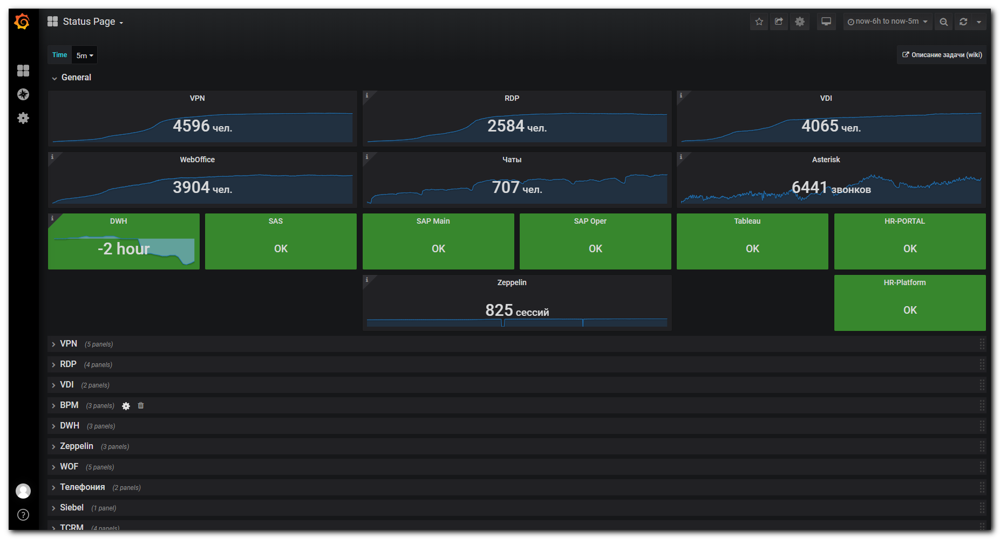 Status Page
now-6h to now-5m
Time 5m
Описание задачи (wiki)
General
VPN
4596 чел.
RDP
2584 чел.
VDI
4065 чел.
WebOffice
3904 чел.
Чаты
707 чел.
Asterisk
6441 звонков
DWH
-2 hour
SAS
OK
SAP Main
OK
SAP Oper
OK
Tableau
OK
HR-PORTAL
OK
Zeppelin
825 сессий
HR-Platform
OK
VPN (5 panels)
RDP (4 panels)
VDI (2 panels)
BPM (3 panels)
DWH (3 panels)
Zeppelin (3 panels)
WOF (5 panels)
Телефония (2 panels)
Siebel (1 panel)
TCRM (4 panels)